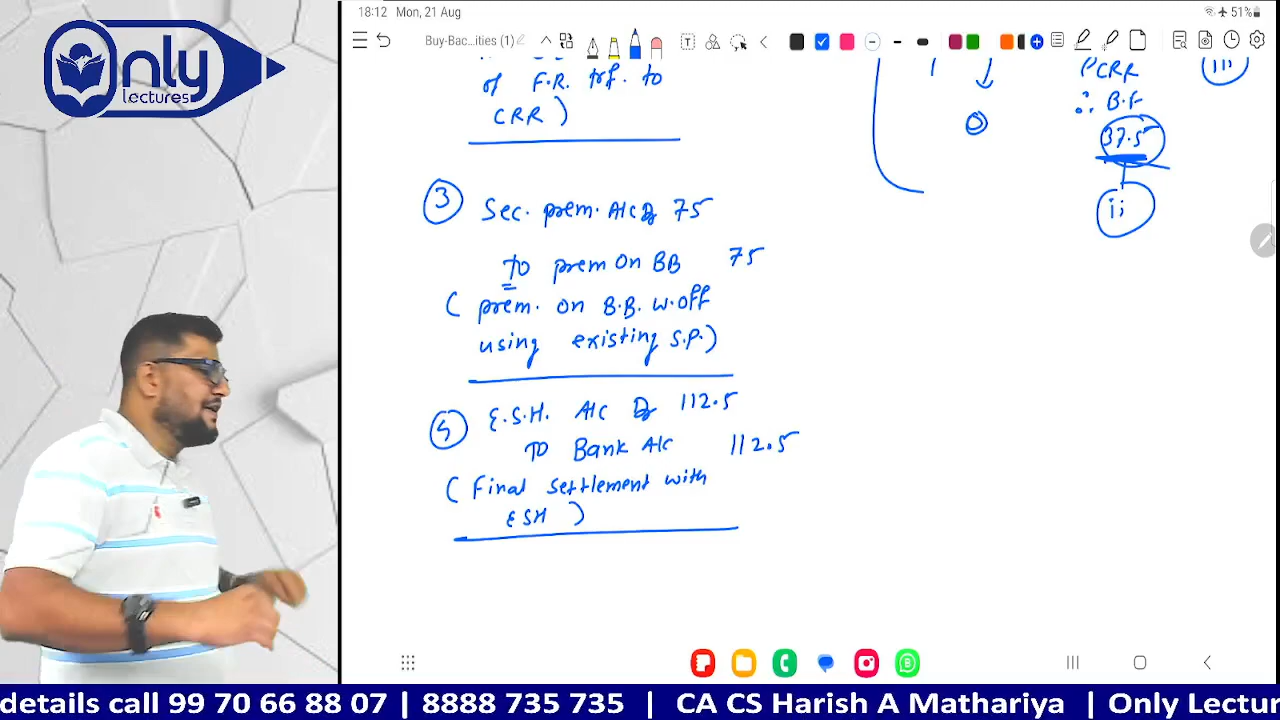 Only
lectures
18:12 Mon, 21 Aug
51%
Buy-Bac...ities (1)
of F.R. trf. to
CRR )
PCRR
∴ B.F
37.5
iii
ii
3
Sec. prem. A/c Dr 75
To prem On BB 75
( prem. on B.B. w.off
using existing S.P.)
E.S.H. A/c Dr 112.5
TO Bank A/c 112.5
( Final Settlement with
ESH )
details call 99 70 66 88 07 | 8888 735 735 | CA CS Harish A Mathariya | Only Lectur